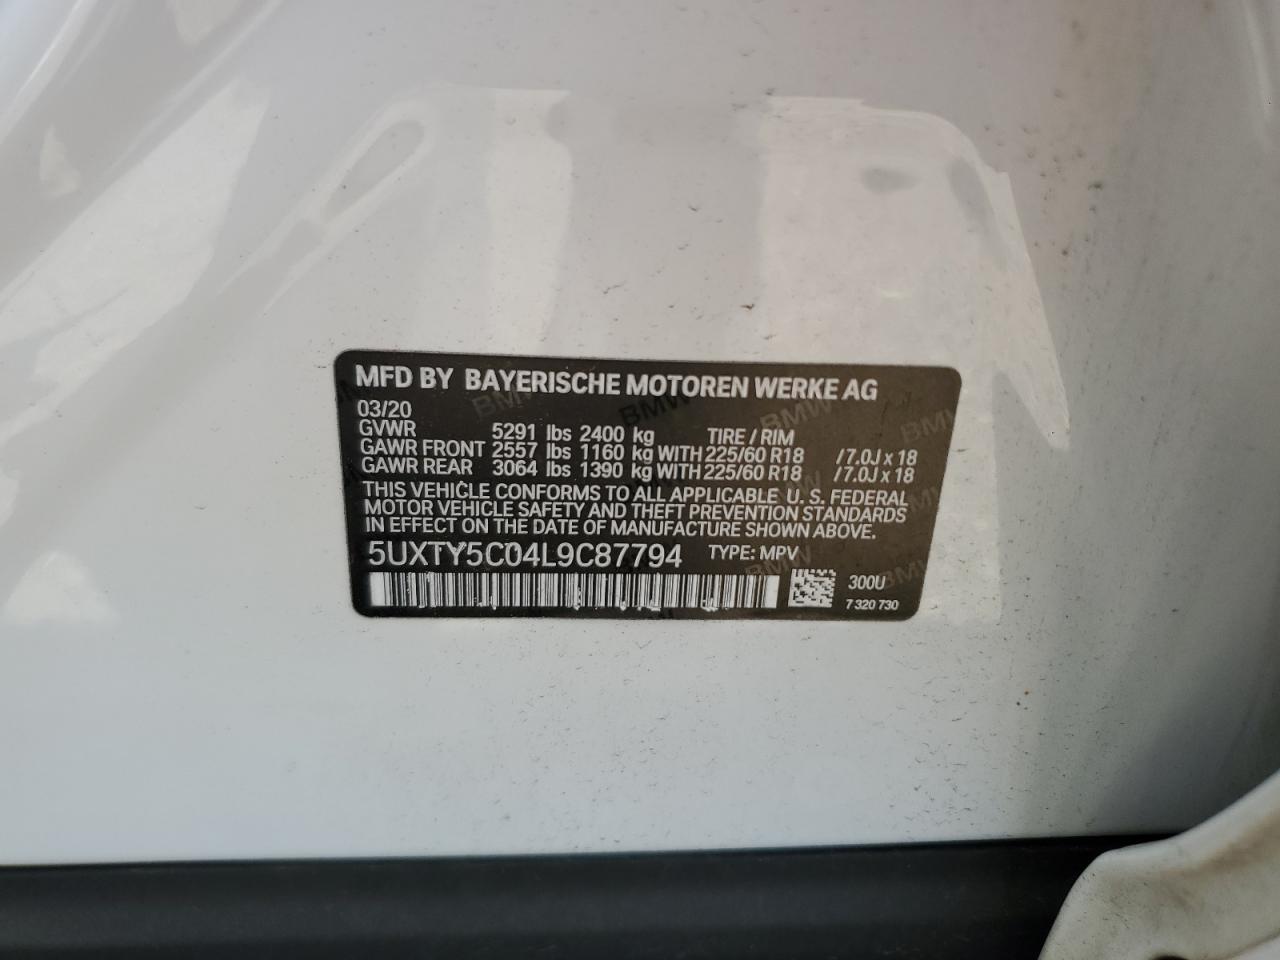 MFD BY BAYERISCHE MOTOREN WERKE AG
03/20
GVWR 5291 lbs 2400 kg TIRE / RIM
GAWR FRONT 2557 lbs 1160 kg WITH 225/60 R18 / 7.0J x 18
GAWR REAR 3064 lbs 1390 kg WITH 225/60 R18 / 7.0J x 18
THIS VEHICLE CONFORMS TO ALL APPLICABLE U. S. FEDERAL
MOTOR VEHICLE SAFETY AND THEFT PREVENTION STANDARDS
IN EFFECT ON THE DATE OF MANUFACTURE SHOWN ABOVE.
5UXTY5C04L9C87794 TYPE: MPV
300U
7 320 730